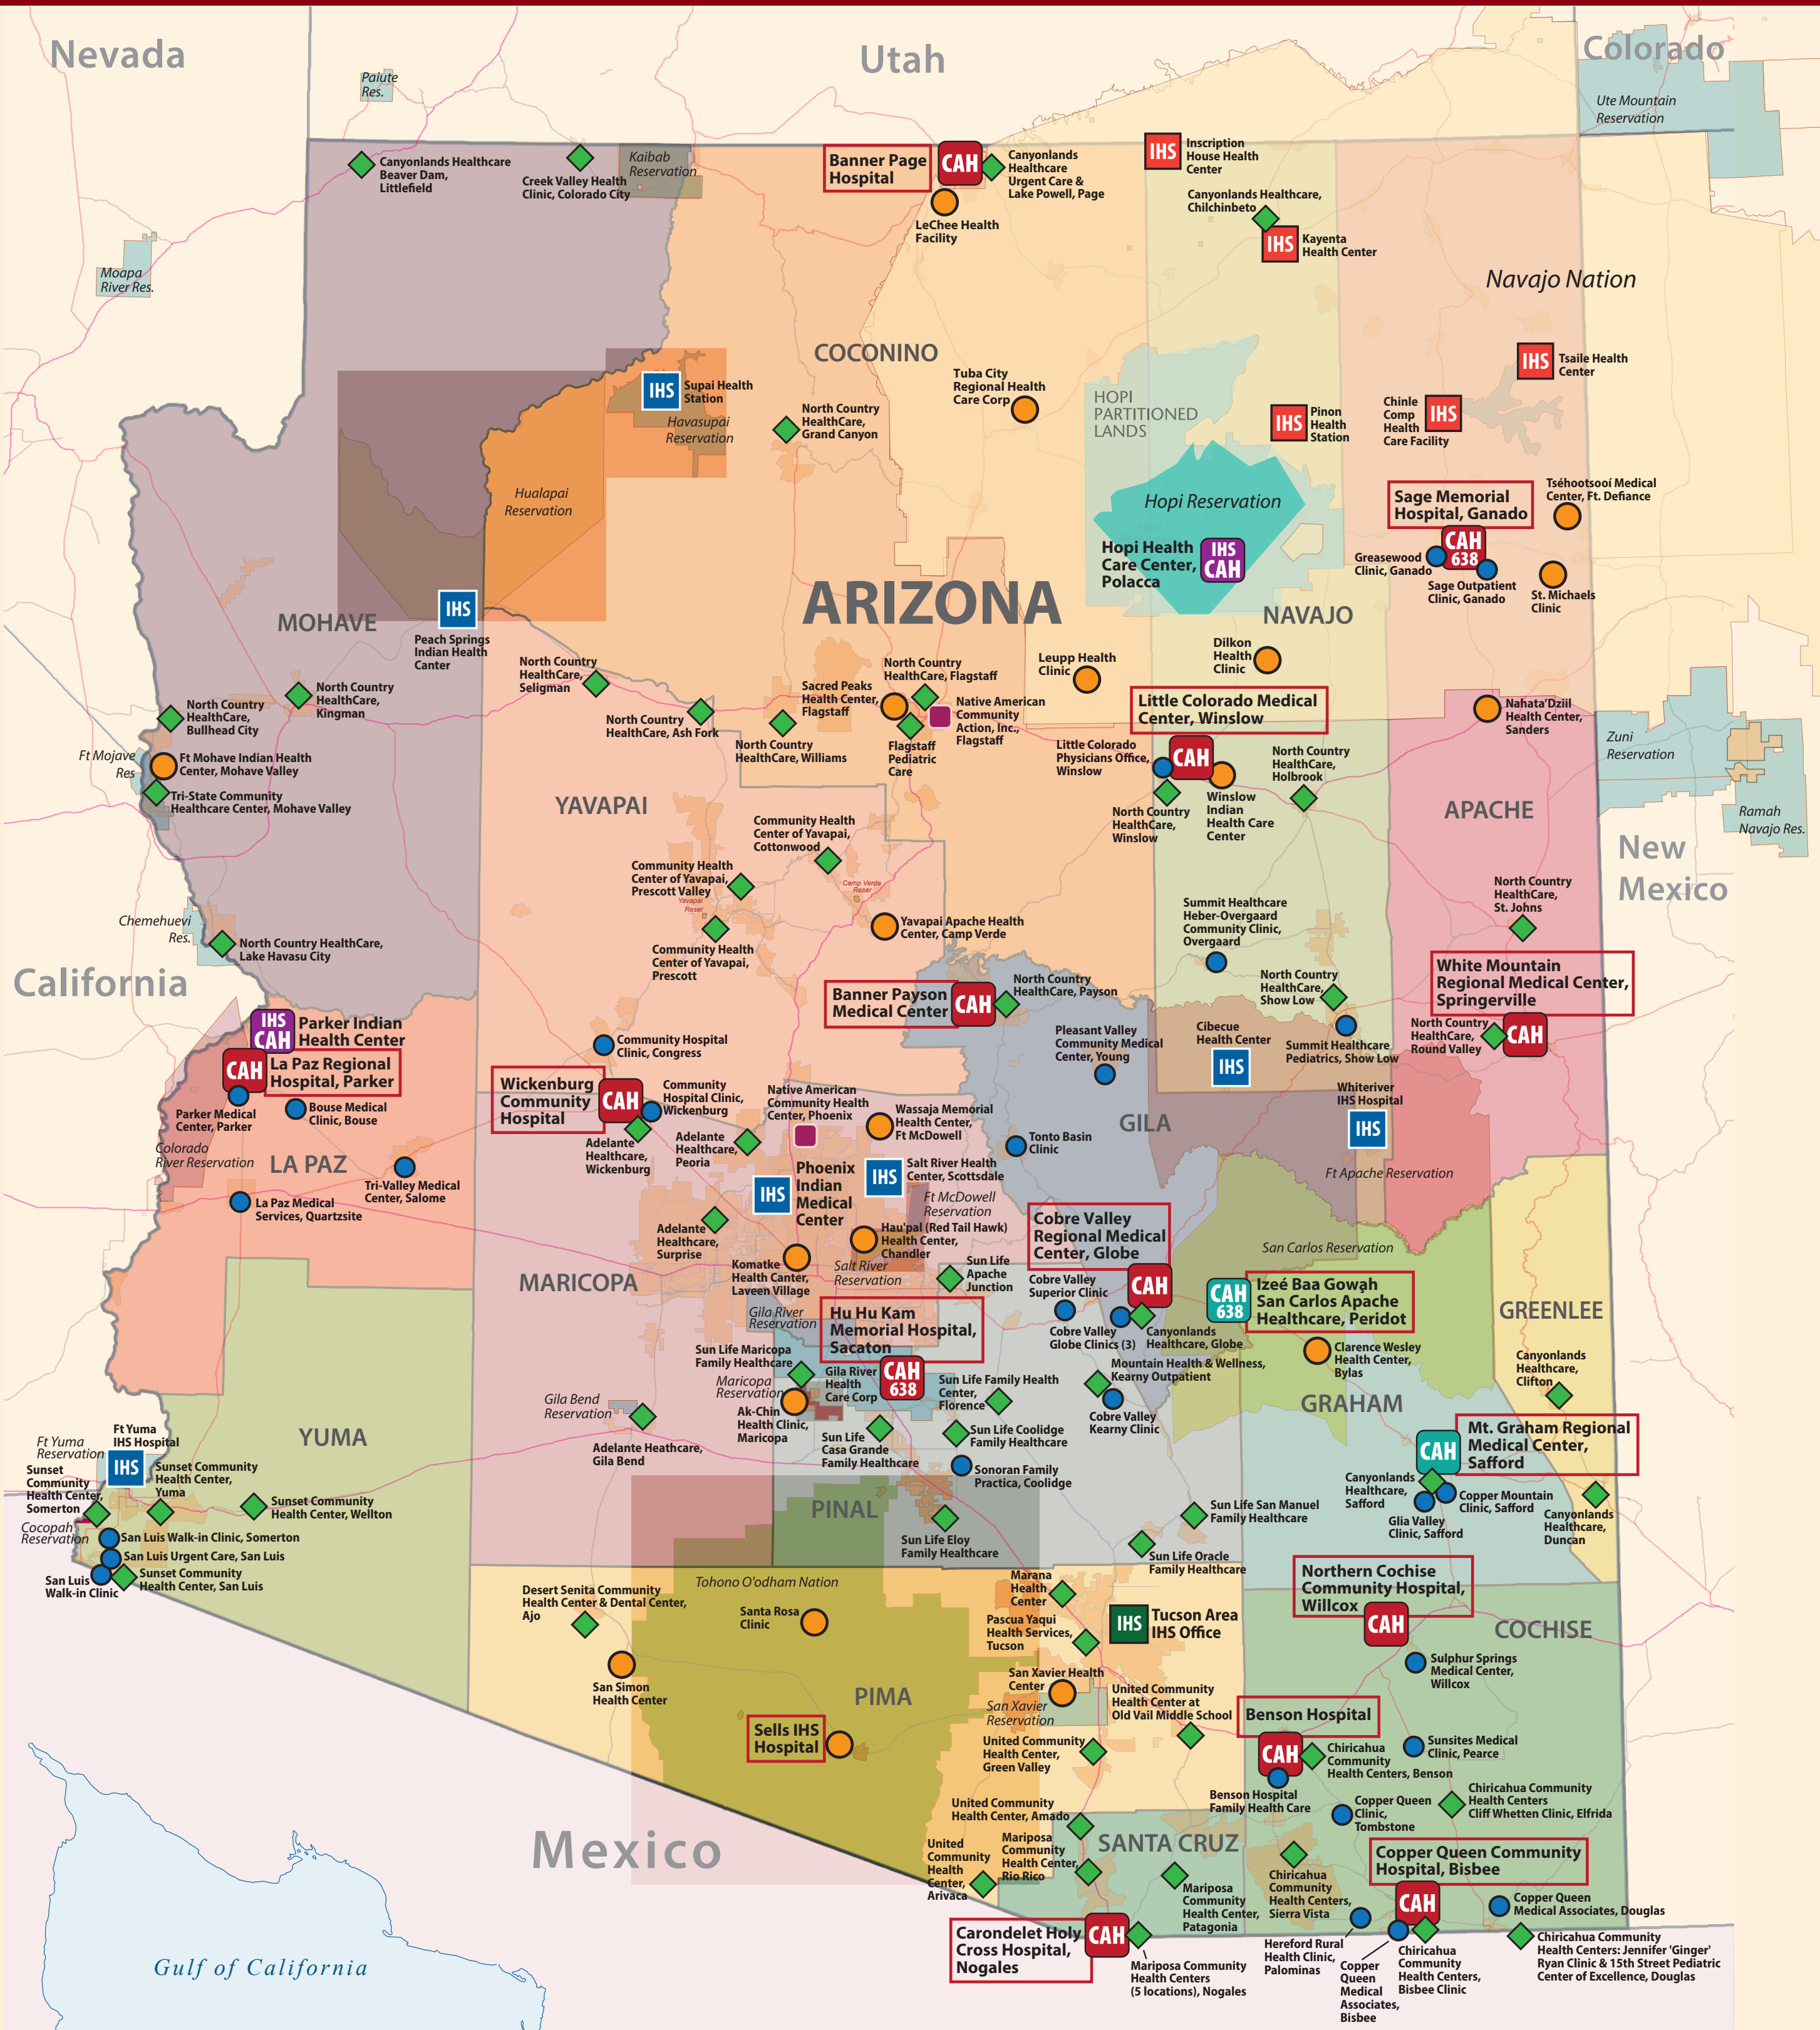 Nevada
Utah
Colorado
Paiute
Res.
Ute Mountain
Reservation
Canyonlands Healthcare
Beaver Dam,
Littlefield
Creek Valley Health
Clinic, Colorado City
Kaibab
Reservation
Banner Page
Hospital
CAH
Canyonlands
Healthcare
Urgent Care &
Lake Powell, Page
LeChee Health
Facility
IHS
Inscription
House Health
Center
Canyonlands Healthcare,
Chilchinbeto
IHS
Kayenta
Health Center
Moapa
River Res.
Navajo Nation
COCONINO
IHS
Supai Health
Station
Havasupai
Reservation
North Country
HealthCare,
Grand Canyon
Tuba City
Regional Health
Care Corp
HOPI
PARTITIONED
LANDS
IHS
Pinon
Health
Station
Chinle
Comp
Health
Care Facility
IHS
IHS
Tsaile Health
Center
Hualapai
Reservation
Hopi Reservation
Hopi Health
Care Center,
Polacca
IHS
CAH
Sage Memorial
Hospital, Ganado
CAH
638
Greasewood
Clinic, Ganado
Sage Outpatient
Clinic, Ganado
Tséhootsooí Medical
Center, Ft. Defiance
St. Michaels
Clinic
ARIZONA
NAVAJO
MOHAVE
IHS
Peach Springs
Indian Health
Canter
North Country
HealthCare,
Seligman
North Country
HealthCare,
Kingman
North Country
HealthCare,
Bullhead City
Ft Mojave
Res
Ft Mohave Indian Health
Center, Mohave Valley
Tri-State Community
Healthcare Center, Mohave Valley
North Country
HealthCare, Ash Fork
North Country
HealthCare, Williams
Sacred Peaks
Health Center,
Flagstaff
North Country
HealthCare, Flagstaff
Native American
Community
Action, Inc.,
Flagstaff
Flagstaff
Pediatric
Care
Leupp Health
Clinic
Dilkon
Health
Clinic
Little Colorado Medical
Center, Winslow
Little Colorado
Physicians Office,
Winslow
CAH
North Country
HealthCare,
Winslow
Winslow
Indian
Health Care
Center
North Country
HealthCare,
Holbrook
Nahata'Dziil
Health Center,
Sanders
Zuni
Reservation
Ramah
Navajo Res.
APACHE
New
Mexico
YAVAPAI
Community Health
Center of Yavapai,
Cottonwood
Community Health
Center of Yavapai,
Prescott Valley
Yavapai
Reser
Camp Verde
Reser
Community Health
Center of Yavapai,
Prescott
Yavapai Apache Health
Center, Camp Verde
Chemehuevi
Res.
North Country HealthCare,
Lake Havasu City
California
Summit Healthcare
Heber-Overgaard
Community Clinic,
Overgaard
North Country
HealthCare,
Show Low
Summit Healthcare
Pediatrics, Show Low
North Country
HealthCare,
St. Johns
White Mountain
Regional Medical Center,
Springerville
North Country
HealthCare,
Round Valley
CAH
Banner Payson
Medical Center
CAH
North Country
HealthCare, Payson
Pleasant Valley
Community Medical
Center, Young
Cibecue
Health Center
IHS
Whiteriver
IHS Hospital
IHS
Ft Apache Reservation
IHS
CAH
Parker Indian
Health Center
CAH
La Paz Regional
Hospital, Parker
Parker Medical
Center, Parker
Bouse Medical
Clinic, Bouse
Colorado
River Reservation
LA PAZ
Tri-Valley Medical
Center, Salome
La Paz Medical
Services, Quartzsite
Community Hospital
Clinic, Congress
Wickenburg
Community
Hospital
CAH
Community
Hospital Clinic,
Wickenburg
Adelante
Healthcare,
Wickenburg
Adelante
Healthcare,
Peoria
Native American
Community Health
Center, Phoenix
Wassaja Memorial
Health Center,
Ft McDowell
IHS
Phoenix
Indian
Medical
Center
IHS
Salt River Health
Center, Scottsdale
Ft McDowell
Reservation
Tonto Basin
Clinic
GILA
Adelante
Healthcare,
Surprise
Komatke
Health Canter,
Laveen Village
Hau'pal (Red Tail Hawk)
Health Center,
Chandler
Salt River
Reservation
MARICOPA
Sun Life
Apache
Junction
Cobre Valley
Regional Medical
Center, Globe
CAH
Cobre Valley
Superior Clinic
Cobre Valley
Globe Clinics (3)
Canyonlands
Healthcare, Globe
San Carlos Reservation
CAH
638
Izeé Baa Gowąh
San Carlos Apache
Healthcare, Peridot
Clarence Wesley
Health Center,
Bylas
GREENLEE
Canyonlands
Healthcare,
Clifton
Gila River
Reservation
Hu Hu Kam
Memorial Hospital,
Sacaton
CAH
638
Gila River
Health
Care Corp
Sun Life Maricopa
Family Healthcare
Maricopa
Reservation
Ak-Chin
Health Clinic,
Maricopa
Sun Life Family Health
Center,
Florence
Mountain Health & Wellness,
Kearny Outpatient
Cobre Valley
Kearny Clinic
Sun Life
Casa Grande
Family Healthcare
Sun Life Coolidge
Family Healthcare
Sonoran Family
Practica, Coolidge
GRAHAM
Gila Bend
Reservation
Adelante Heathcare,
Gila Bend
YUMA
Ft Yuma
IHS Hospital
Ft Yuma
Reservation
IHS
Sunset
Community
Health Center,
Somerton
Sunset Community
Health Center,
Yuma
Sunset Community
Health Center, Wellton
Cocopah
Reservation
San Luis Walk-in Clinic, Somerton
San Luis Urgent Care, San Luis
San Luis
Walk-in Clinic
Sunset Community
Health Center, San Luis
CAH
Mt. Graham Regional
Medical Center,
Safford
Canyonlands
Healthcare,
Safford
Glia Valley
Clinic, Safford
Copper Mountain
Clinic, Safford
Canyonlands
Healthcare,
Duncan
PINAL
Sun Life Eloy
Family Healthcare
Sun Life San Manuel
Family Healthcare
Sun Life Oracle
Family Healthcare
Tohono O'odham Nation
Desert Senita Community
Health Center & Dental Center,
Ajo
Santa Rosa
Clinic
San Simon
Health Center
Marana
Health
Center
Pascua Yaqui
Health Services,
Tucson
IHS
Tucson Area
IHS Office
San Xavier Health
Center
San Xavier
Reservation
United Community
Health Center at
Old Vail Middle School
United Community
Health Center,
Green Valley
PIMA
Sells IHS
Hospital
Northern Cochise
Community Hospital,
Willcox
CAH
COCHISE
Sulphur Springs
Medical Center,
Willcox
Benson Hospital
CAH
Chiricahua
Community
Health Centers, Benson
Benson Hospital
Family Health Care
Sunsites Medical
Clinic, Pearce
Copper Queen
Clinic,
Tombstone
Chiricahua Community
Health Centers
Cliff Whetten Clinic, Elfrida
United Community
Health Center, Amado
SANTA CRUZ
United
Community
Health
Center,
Arivaca
Mariposa
Community
Health Center,
Rio Rico
Mariposa
Community
Health Center,
Patagonia
Chiricahua
Community
Health Centers,
Sierra Vista
Copper Queen Community
Hospital, Bisbee
CAH
Copper Queen
Medical Associates, Douglas
Carondelet Holy
Cross Hospital,
Nogales
CAH
Mariposa Community
Health Centers
(5 locations), Nogales
Hereford Rural
Health Clinic,
Palominas
Copper
Queen
Medical
Associates,
Bisbee
Chiricahua
Community
Health Centers,
Bisbee Clinic
Chiricahua Community
Health Centers: Jennifer 'Ginger'
Ryan Clinic & 15th Street Pediatric
Center of Excellence, Douglas
Mexico
Gulf of California